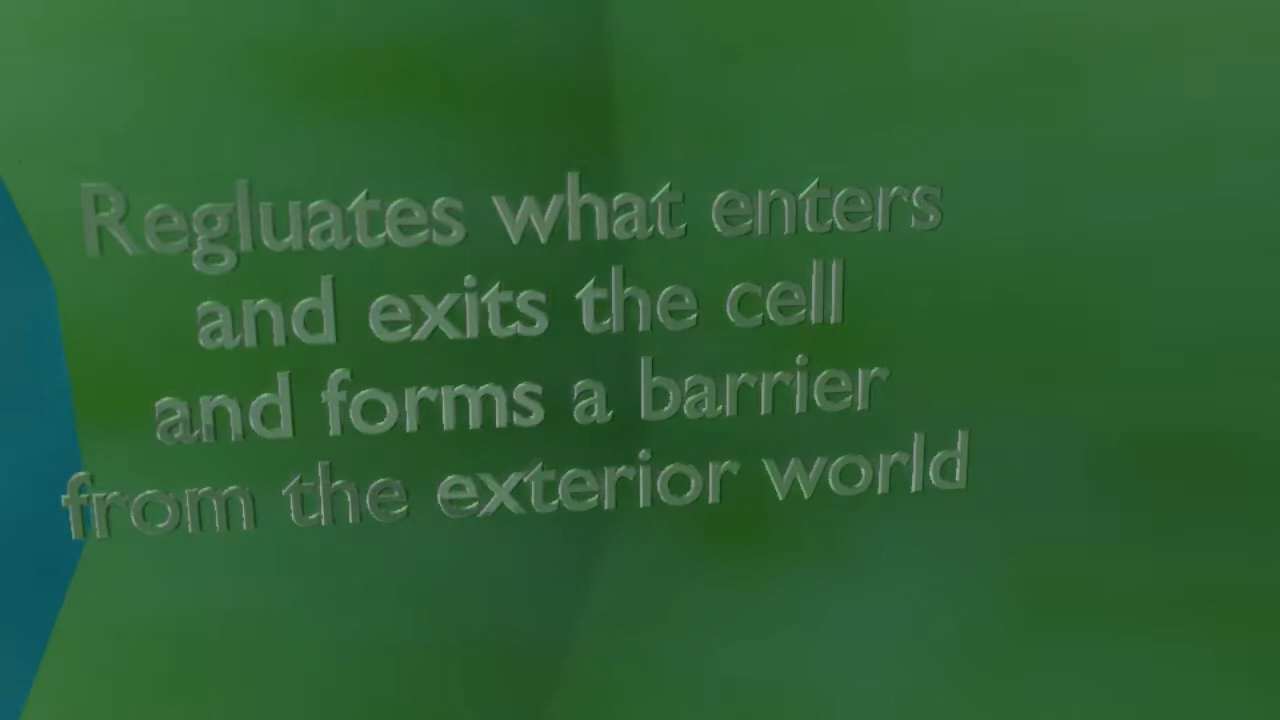 Regluates what enters
and exits the cell
and forms a barrier
from the exterior world